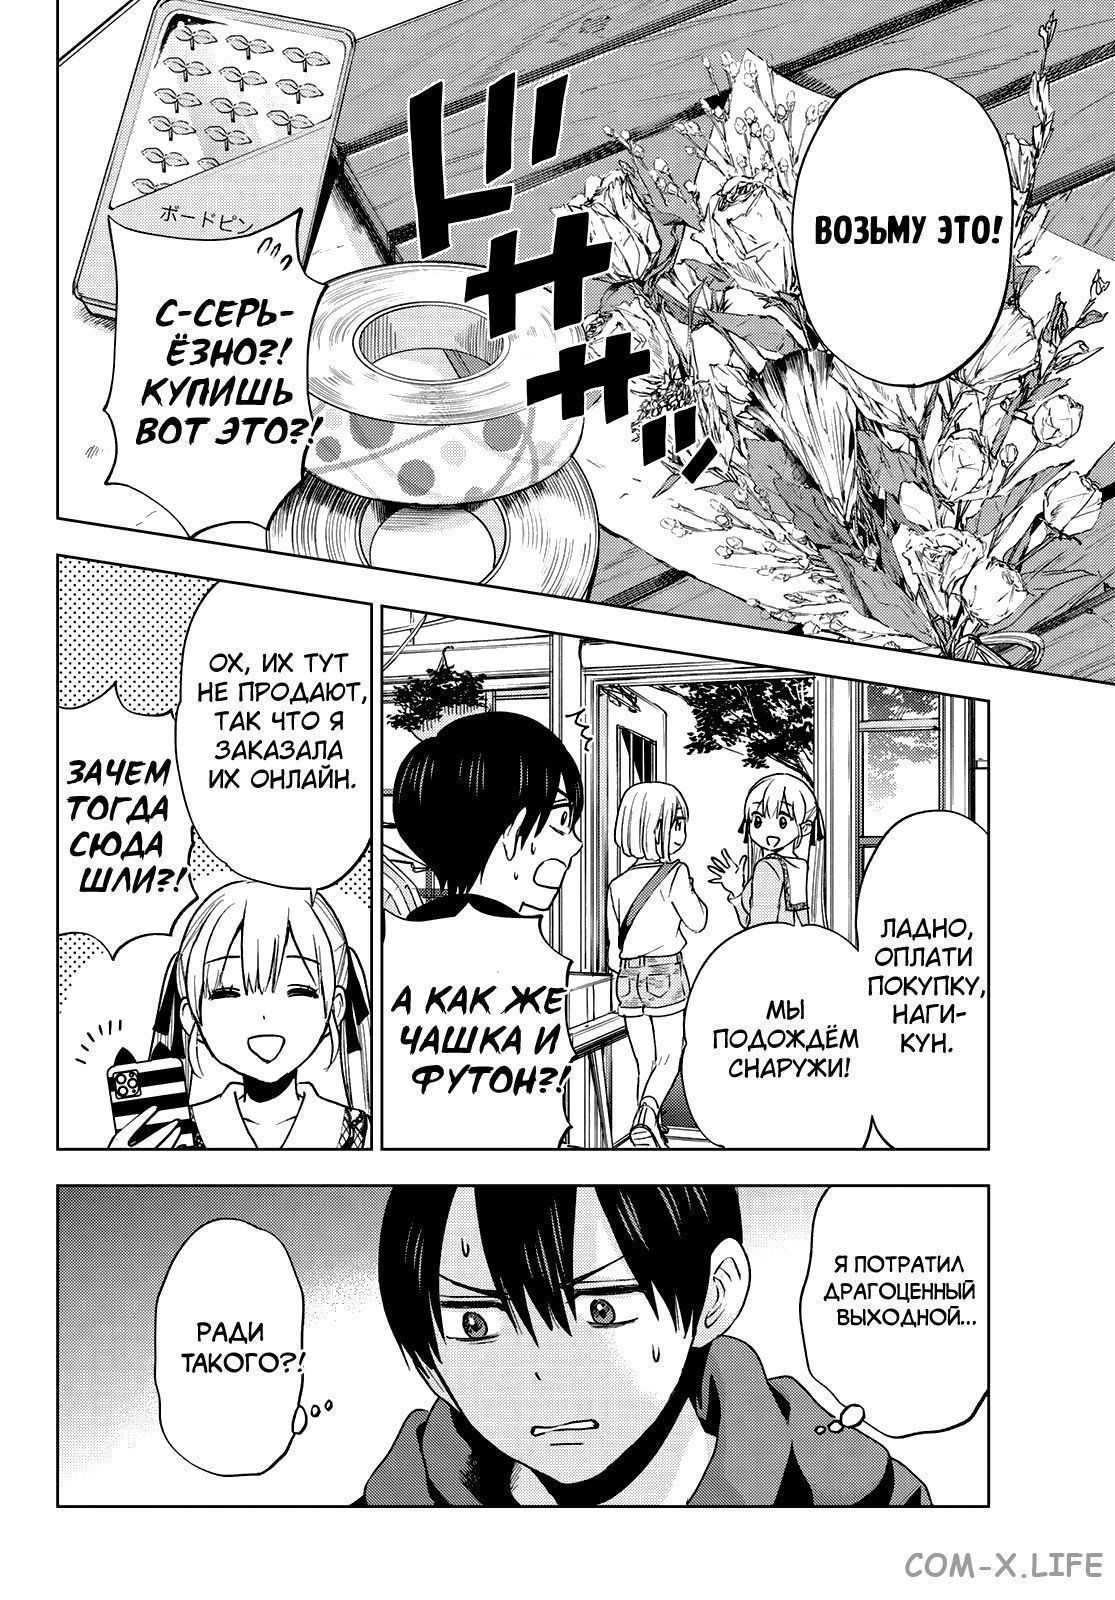 ВОЗЬМУ ЭТО!
ドサッ
ボードピン
С-СЕРЬ-
ЁЗНО?!
КУПИШЬ
ВОТ ЭТО?!
ЛАДНО,
ОПЛАТИ
ПОКУПКУ,
НАГИ-
КУН.
МЫ
ПОДОЖДЁМ
СНАРУЖИ!
А КАК ЖЕ
ЧАШКА И
ФУТОН?!
ОХ, ИХ ТУТ
НЕ ПРОДАЮТ,
ТАК ЧТО Я
ЗАКАЗАЛА
ИХ ОНЛАЙН.
ЗАЧЕМ
ТОГДА
СЮДА
ШЛИ?!
Я ПОТРАТИЛ
ДРАГОЦЕННЫЙ
ВЫХОДНОЙ...
РАДИ
ТАКОГО?!
COM-X.LIFE